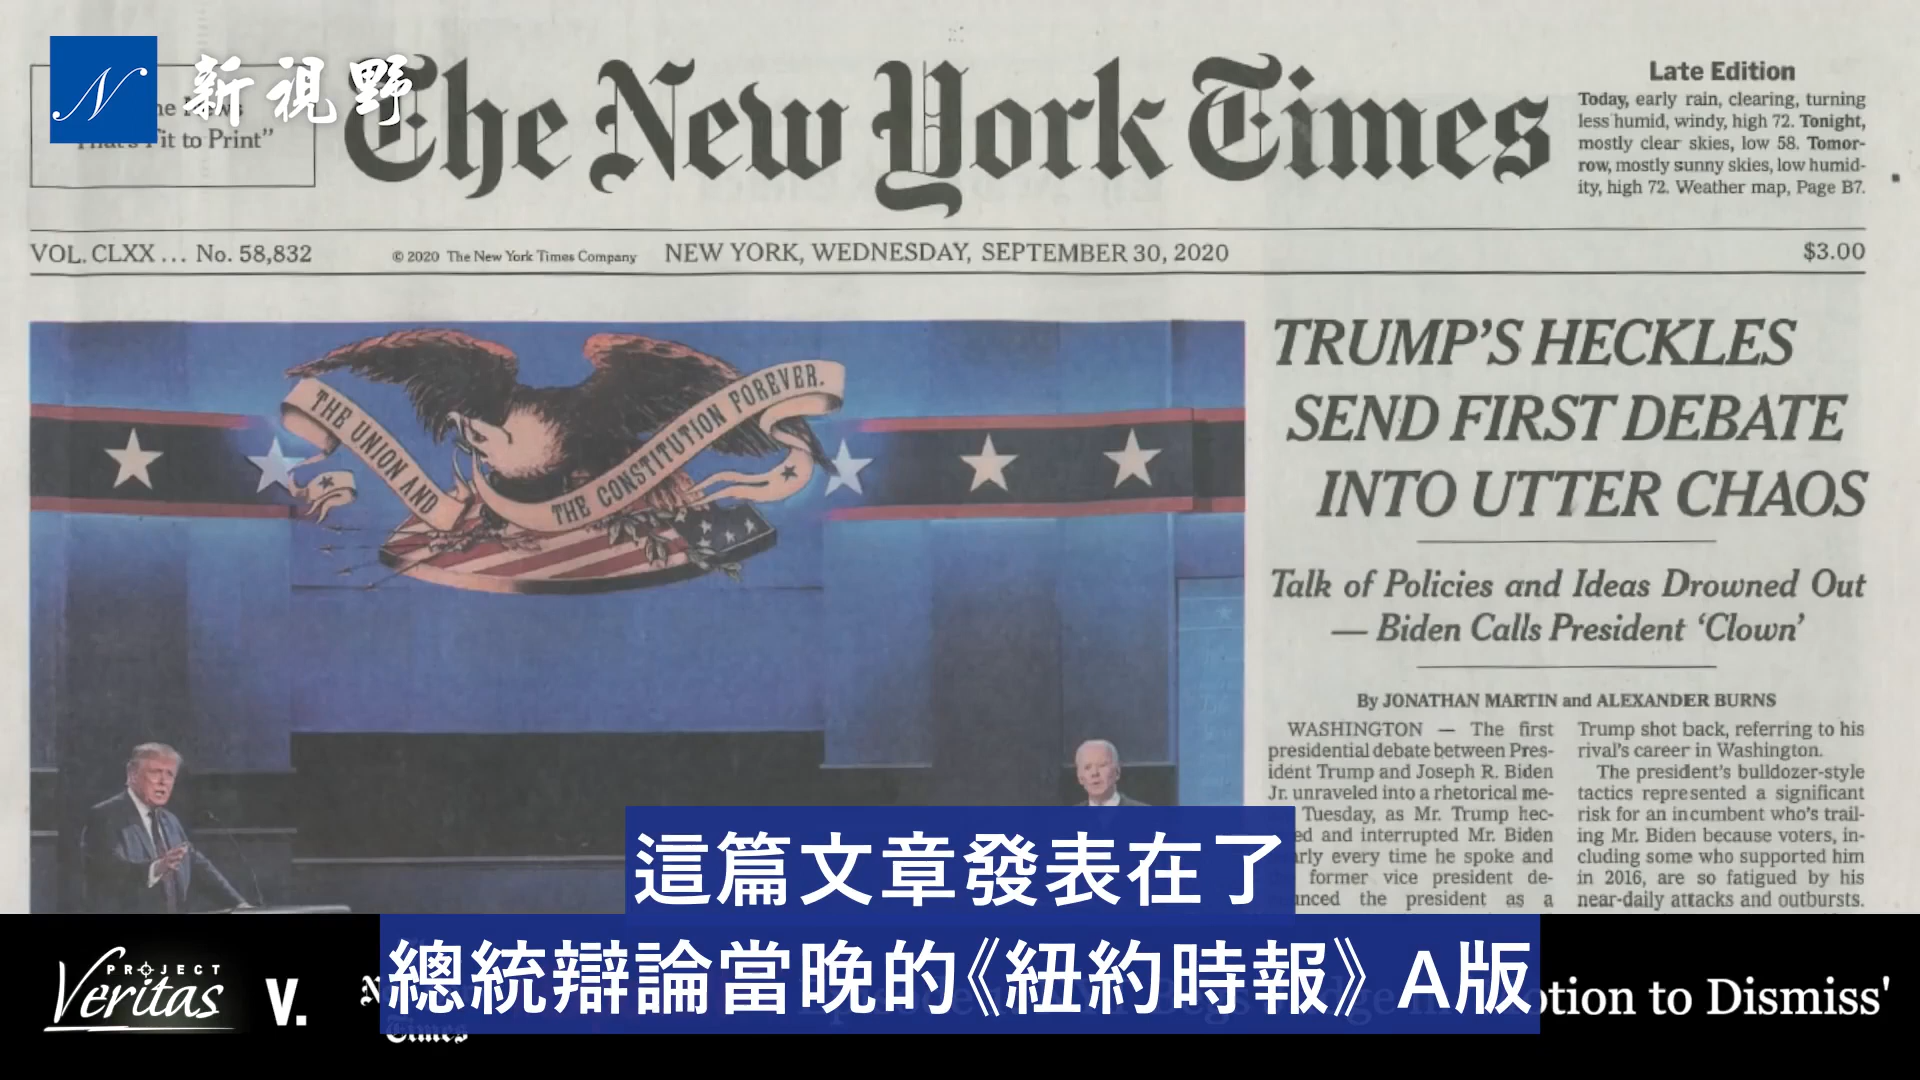 新視野
The New York Times
it to Print”
Late Edition
Today, early rain, clearing, turning
less humid, windy, high 72. Tonight,
mostly clear skies, low 58. Tomor-
row, mostly sunny skies, low humid-
ity, high 72. Weather map, Page B7.
VOL. CLXX . . . No. 58,832
© 2020 The New York Times Company
NEW YORK, WEDNESDAY, SEPTEMBER 30, 2020
$3.00
THE UNION AND
THE CONSTITUTION FOREVER.
TRUMP’S HECKLES
SEND FIRST DEBATE
INTO UTTER CHAOS
Talk of Policies and Ideas Drowned Out
— Biden Calls President ‘Clown’
By JONATHAN MARTIN and ALEXANDER BURNS
WASHINGTON — The first
presidential debate between Pres-
ident Trump and Joseph R. Biden
Jr. unraveled into a rhetorical me-
Tuesday, as Mr. Trump hec-
and interrupted Mr. Biden
every time he spoke and
former vice president de-
the president as a
Trump shot back, referring to his
rival’s career in Washington.
The president’s bulldozer-style
tactics represented a significant
risk for an incumbent who’s trail-
ing Mr. Biden because voters, in-
cluding some who supported him
in 2016, are so fatigued by his
near-daily attacks and outbursts.
這篇文章發表在了
總統辯論當晚的《紐約時報》A版
PROJECT
Veritas
V.
Times
to Dismiss'